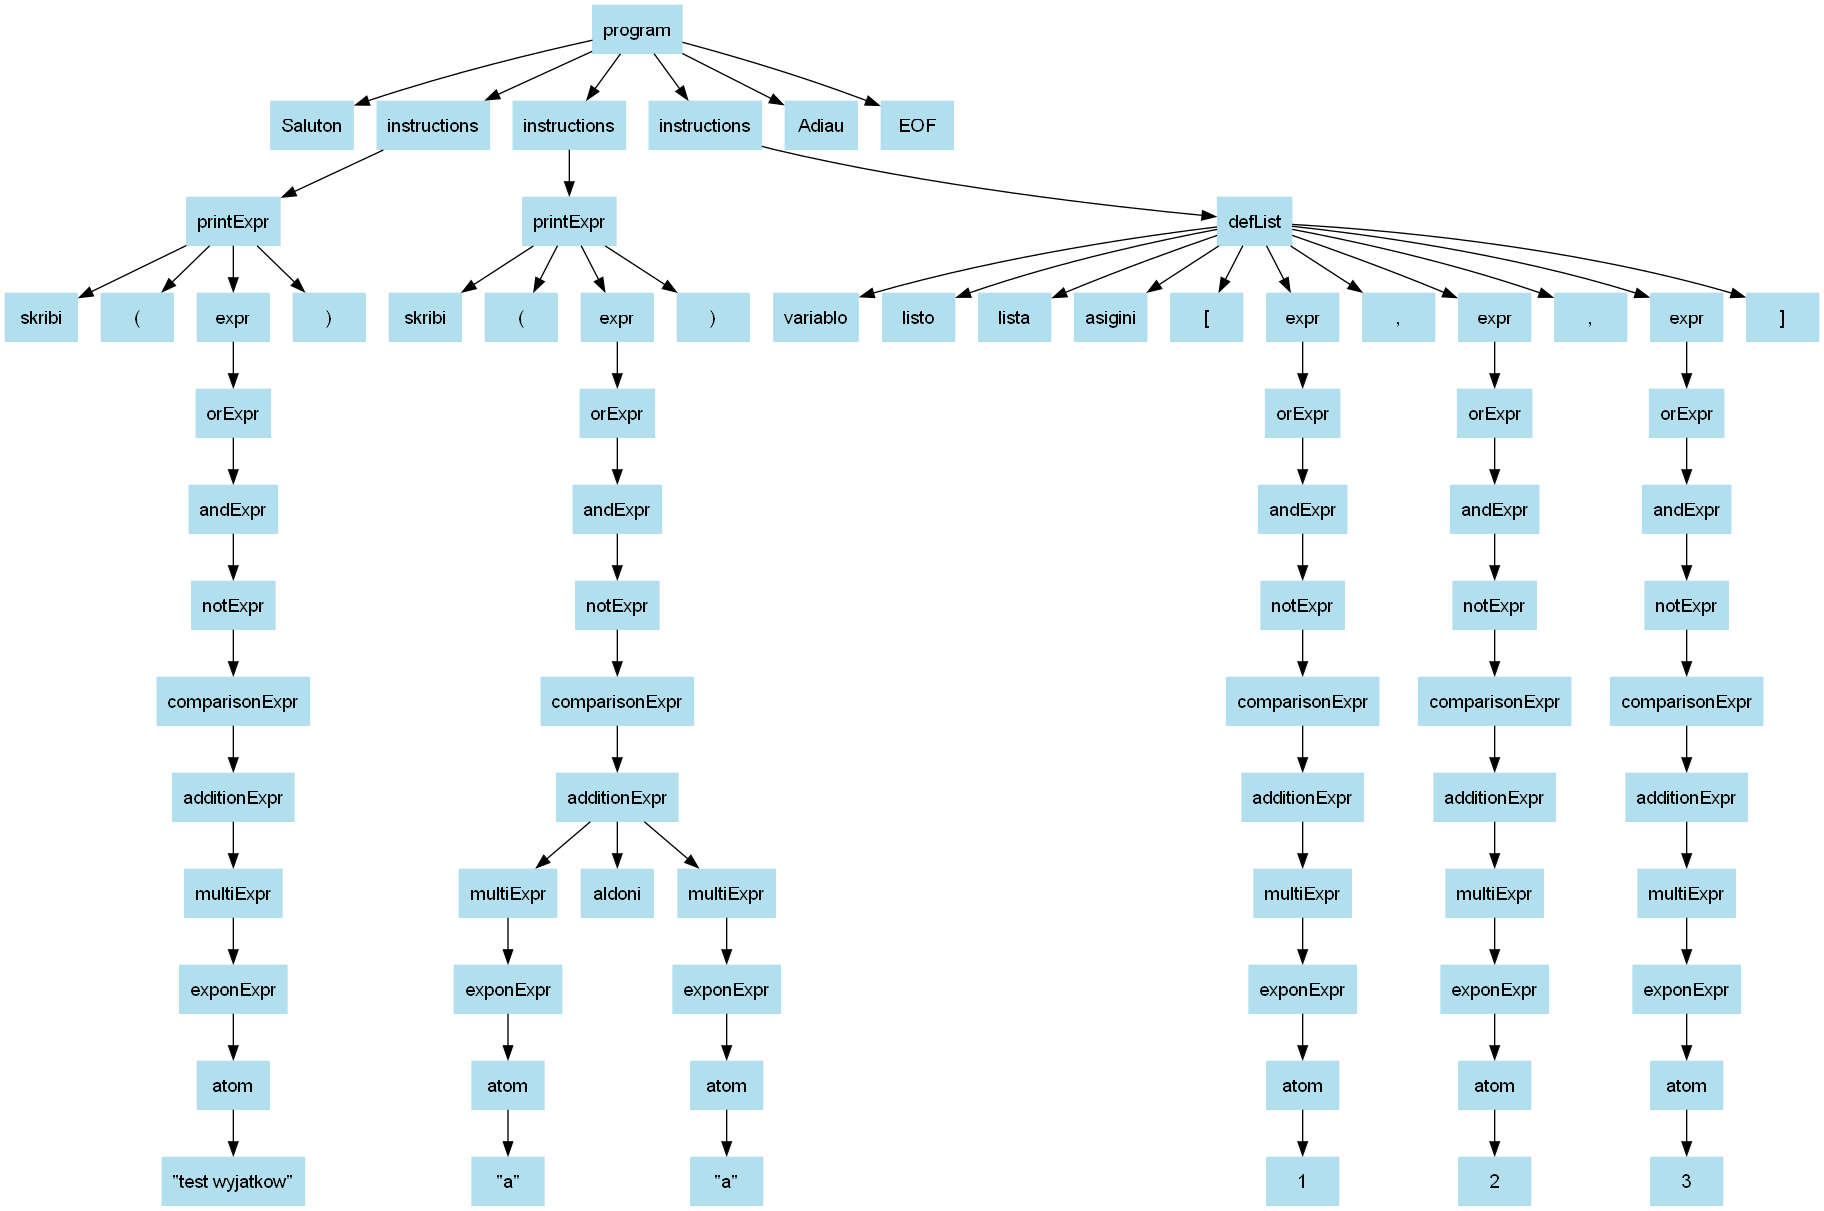 program
Saluton instructions instructions instructions Adiau EOF
printExpr printExpr defList
skribi ( expr ) skribi ( expr ) variablo listo lista asigini [ expr , expr , expr ]
orExpr orExpr orExpr orExpr orExpr
andExpr andExpr andExpr andExpr andExpr
notExpr notExpr notExpr notExpr notExpr
comparisonExpr comparisonExpr comparisonExpr comparisonExpr comparisonExpr
additionExpr additionExpr additionExpr additionExpr additionExpr
multiExpr multiExpr aldoni multiExpr multiExpr multiExpr multiExpr
exponExpr exponExpr exponExpr exponExpr exponExpr exponExpr
atom atom atom atom atom atom
"test wyjatkow" "a" "a" 1 2 3